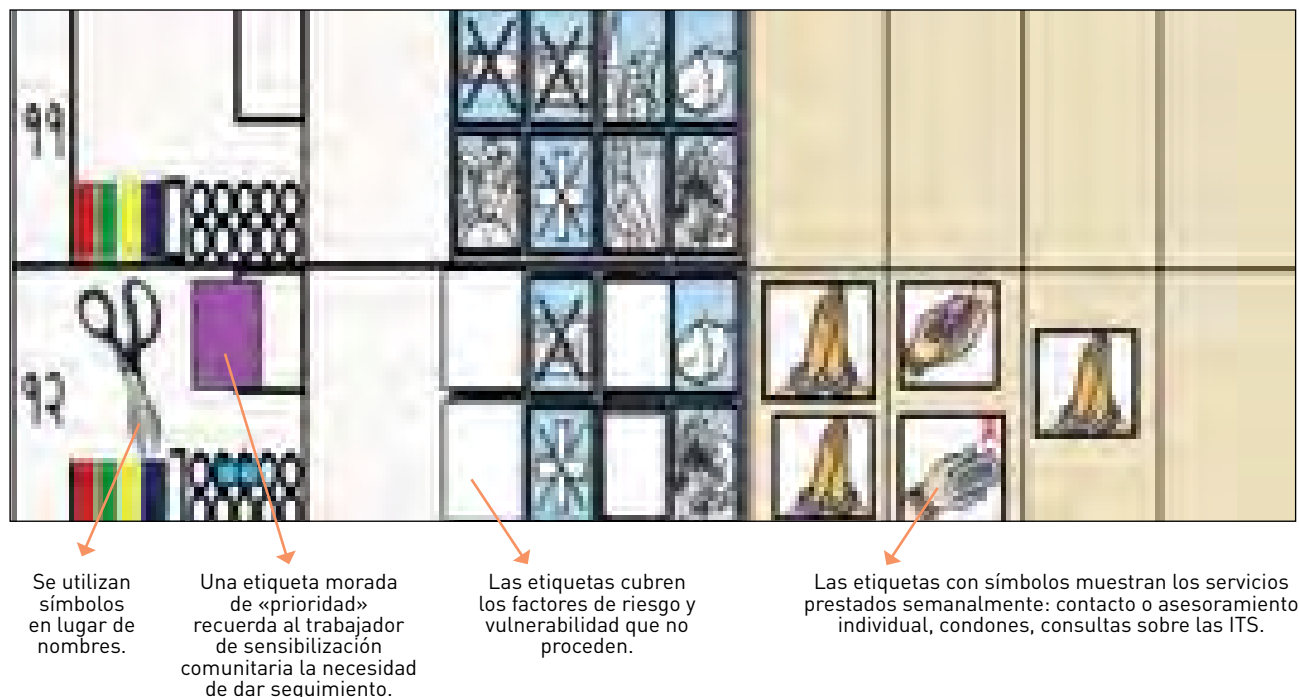 99
92
Se utilizan
símbolos
en lugar de
nombres.
Una etiqueta morada
de «prioridad»
recuerda al trabajador
de sensibilización
comunitaria la necesidad
de dar seguimiento.
Las etiquetas cubren
los factores de riesgo y
vulnerabilidad que no
proceden.
Las etiquetas con símbolos muestran los servicios
prestados semanalmente: contacto o asesoramiento
individual, condones, consultas sobre las ITS.